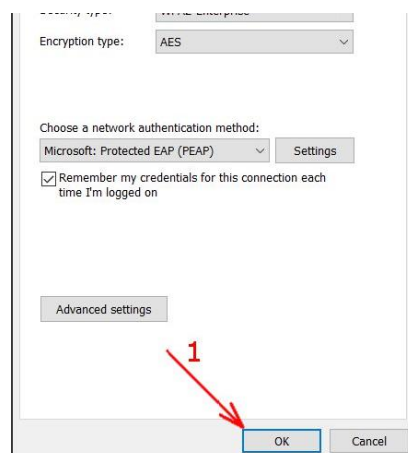 Encryption type:
AES
Choose a network authentication method:
Microsoft: Protected EAP (PEAP)
Settings
Remember my credentials for this connection each
time I'm logged on
Advanced settings
1
OK
Cancel